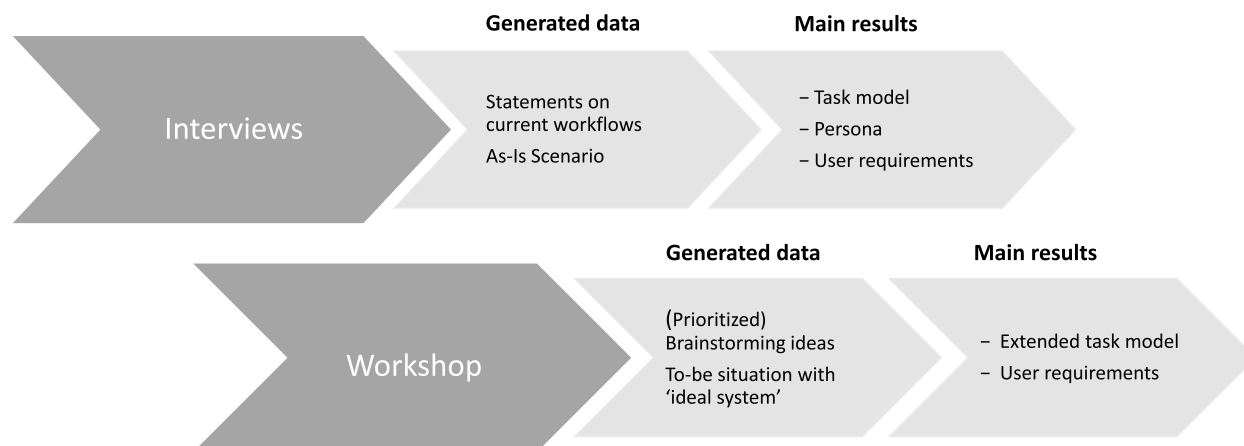 Generated data
Main results
Interviews
Statements on
current workflows
As-Is Scenario
– Task model
– Persona
– User requirements
Generated data
Main results
Workshop
(Prioritized)
Brainstorming ideas
To-be situation with
‘ideal system’
– Extended task model
– User requirements